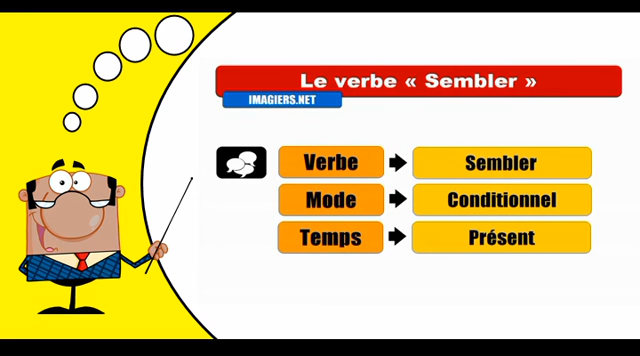 Le verbe « Sembler »
IMAGIERS.NET
Verbe Sembler
Mode Conditionnel
Temps Présent